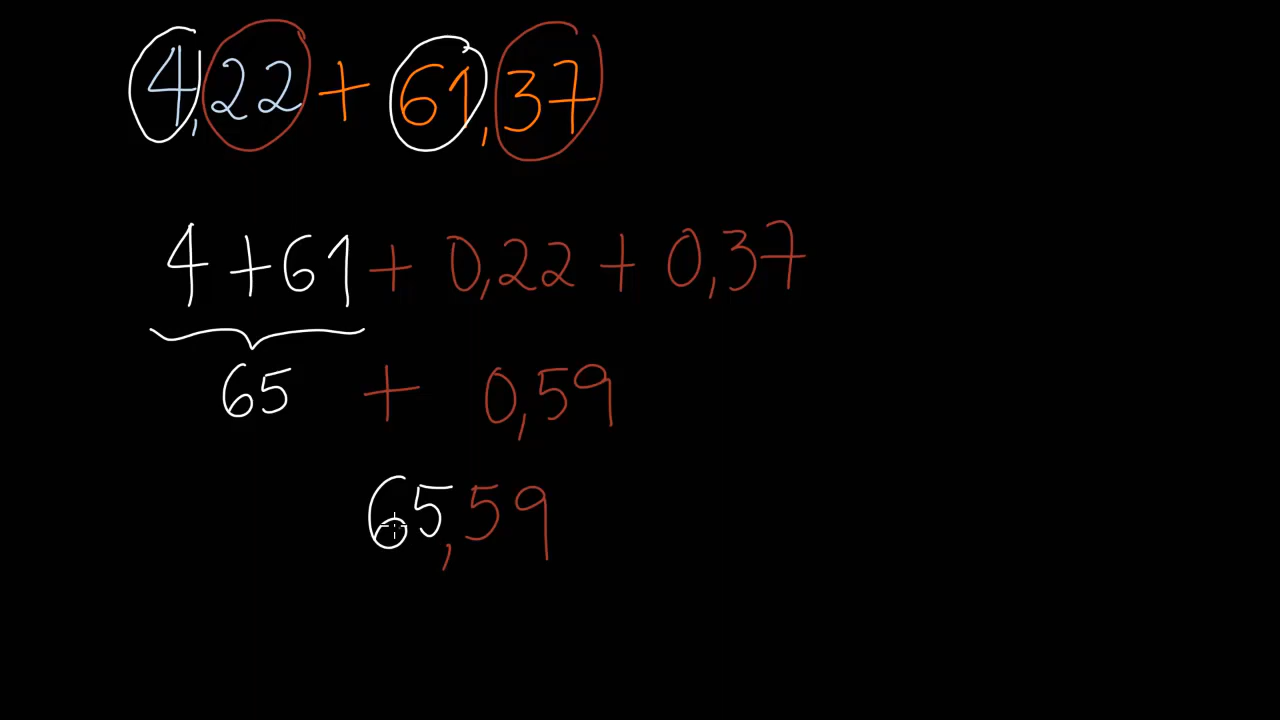 4,22 + 61,37
4 + 61 + 0,22 + 0,37
65 + 0,59
65,59